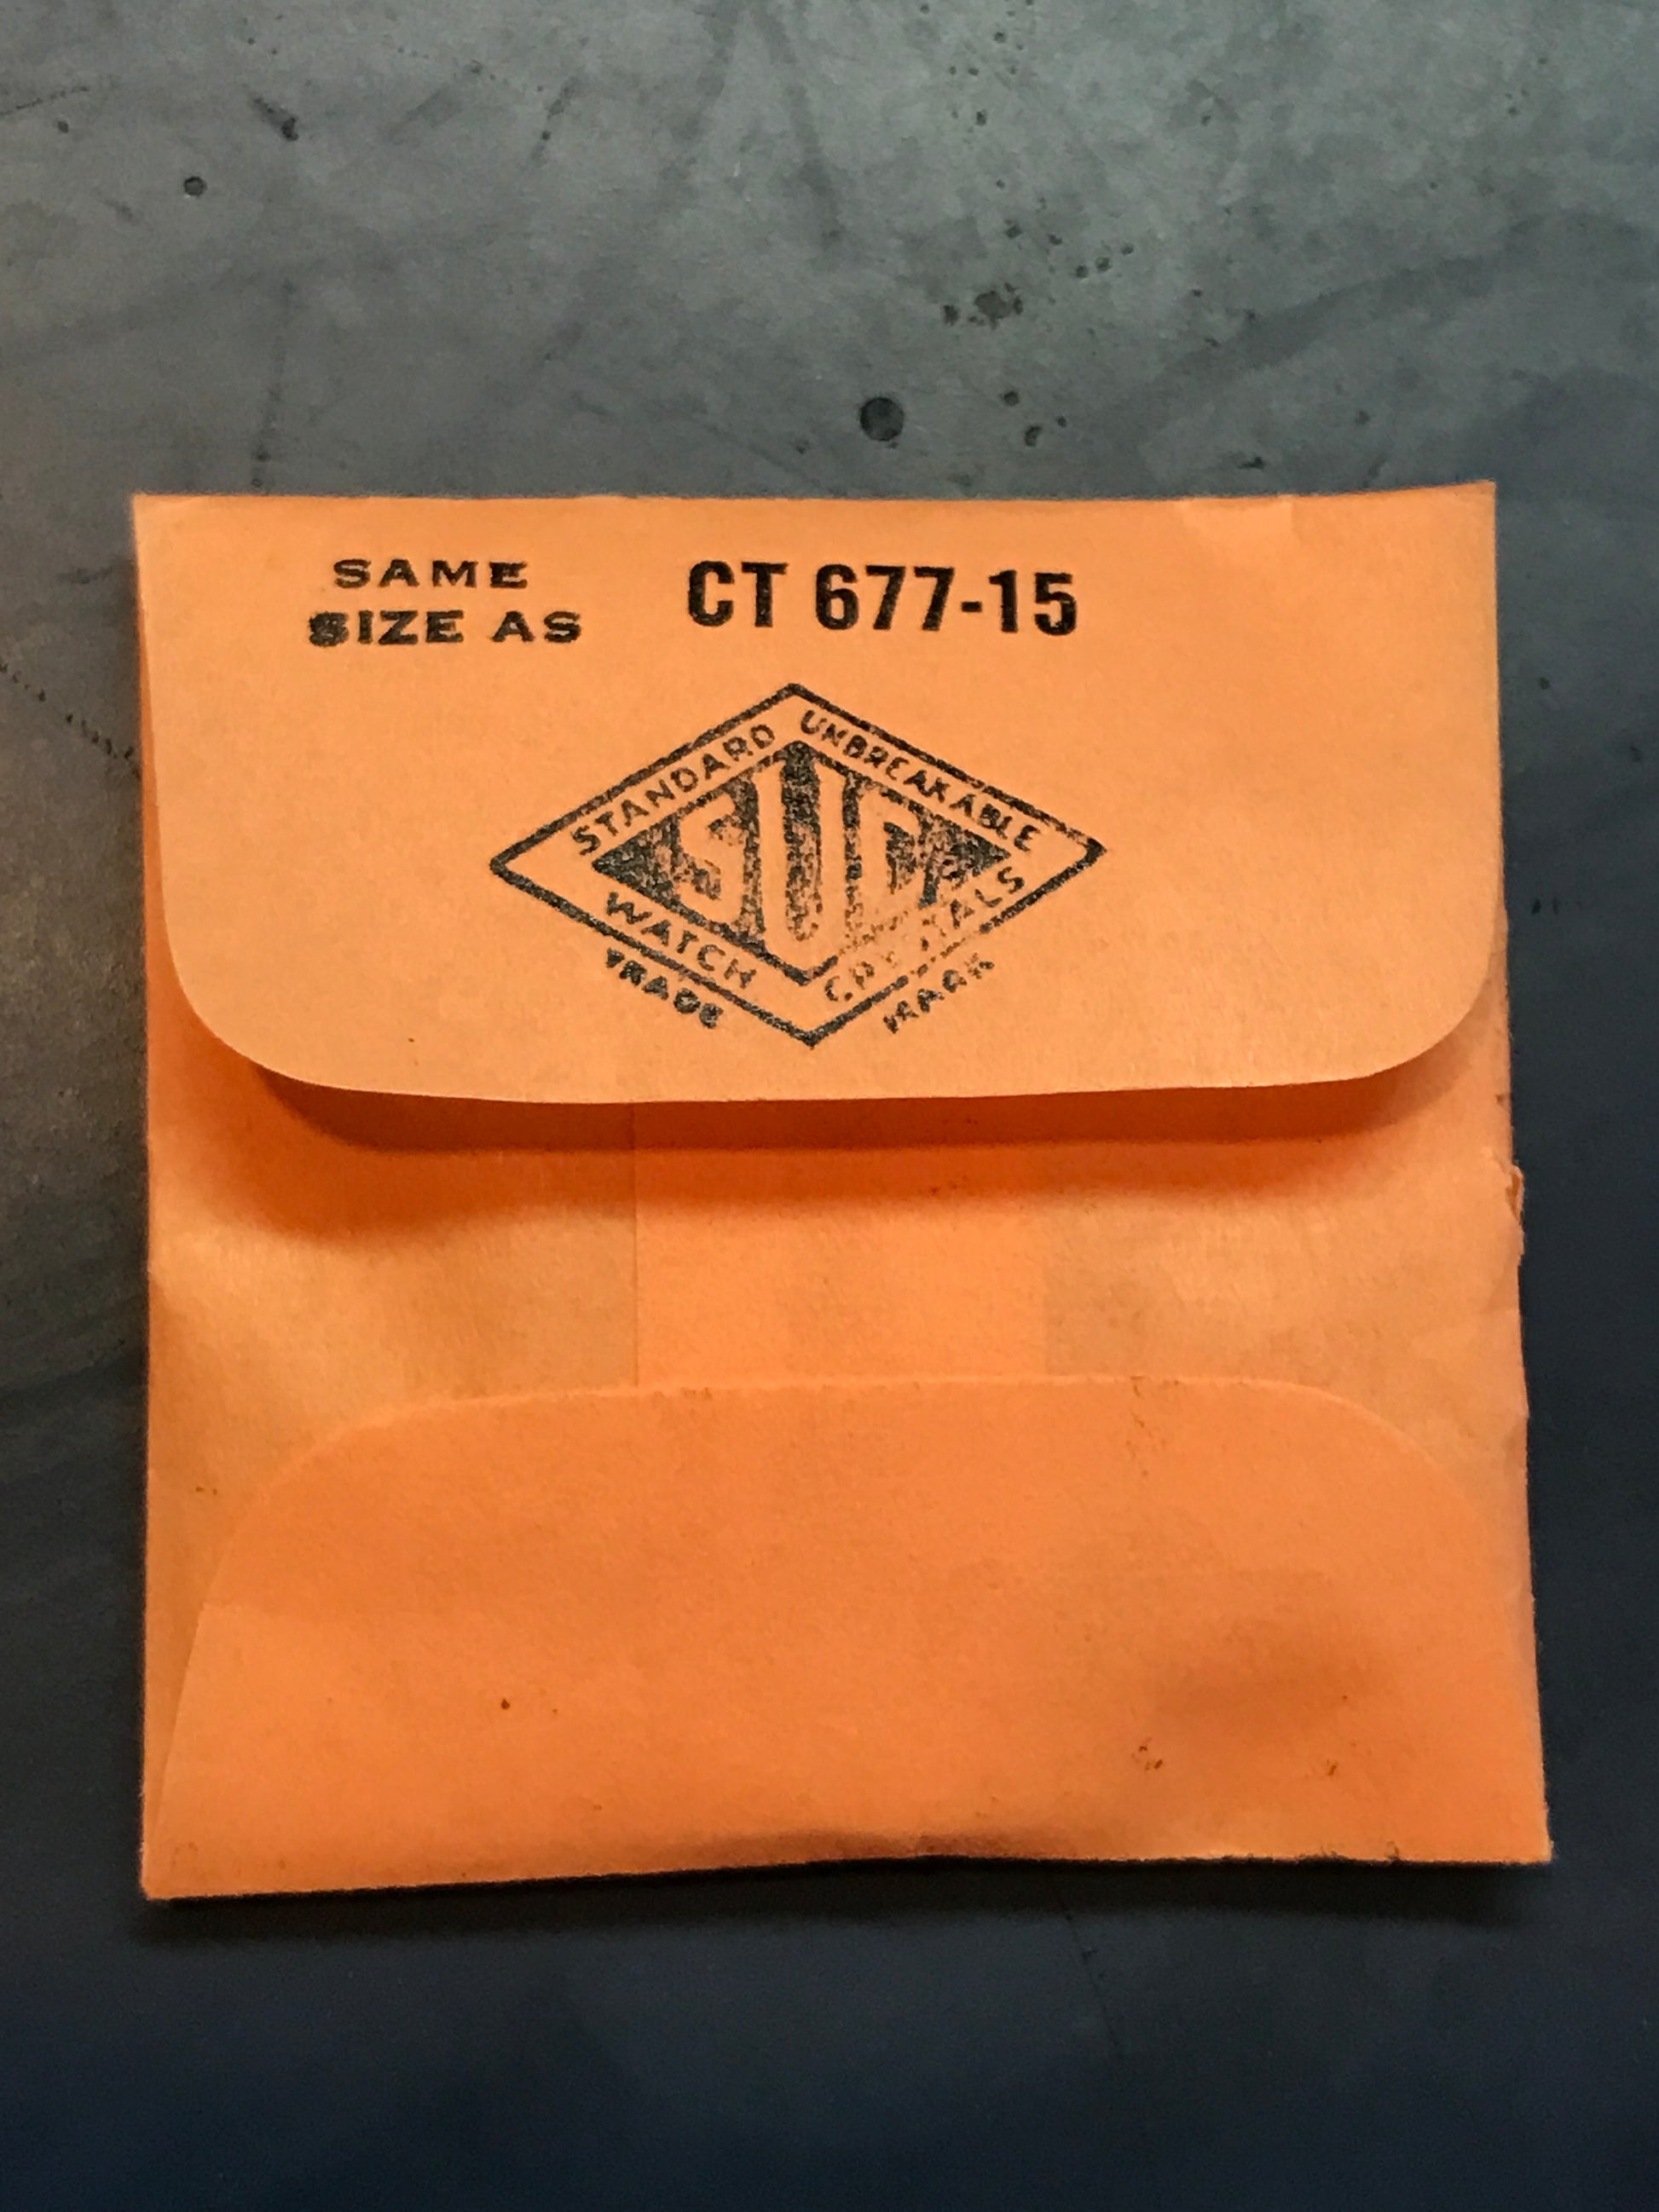 SAME
SIZE AS
CT 677-15
STANDARD UNBREAKABLE
SUC
WATCH CRYSTALS
TRADE MARK